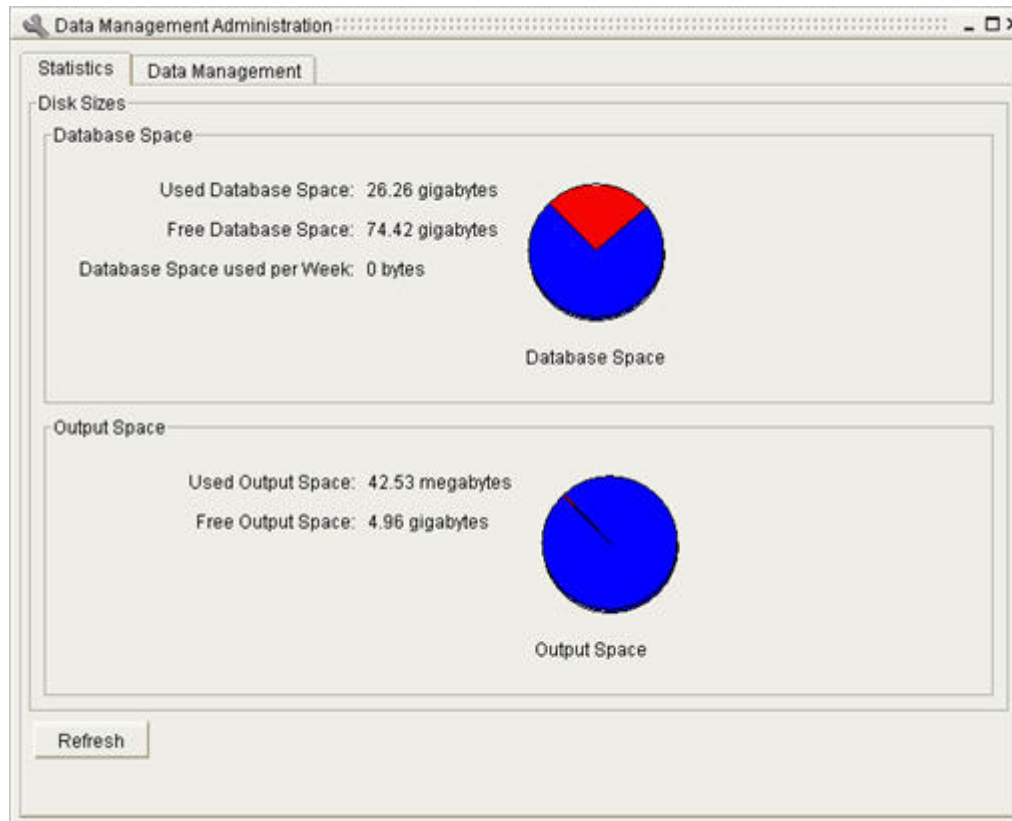 Data Management Administration
Statistics
Data Management
Disk Sizes
Database Space
Used Database Space: 26.26 gigabytes
Free Database Space: 74.42 gigabytes
Database Space used per Week: 0 bytes
Database Space
Output Space
Used Output Space: 42.53 megabytes
Free Output Space: 4.96 gigabytes
Output Space
Refresh